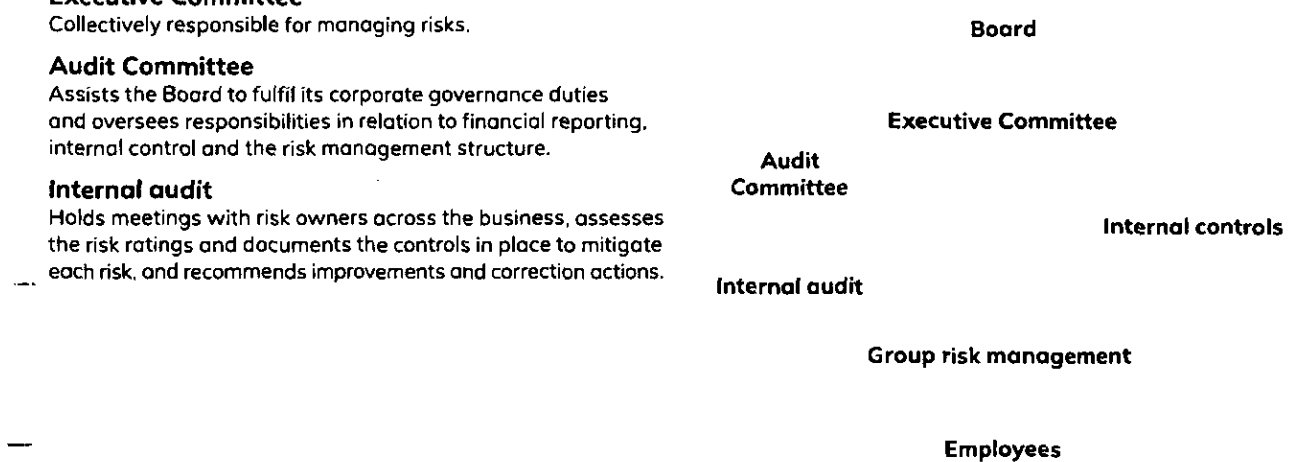 Executive Committee
Collectively responsible for managing risks.
Audit Committee
Assists the Board to fulfil its corporate governance duties
and oversees responsibilities in relation to financial reporting,
internal control and the risk management structure.
Internal audit
Holds meetings with risk owners across the business, assesses
the risk ratings and documents the controls in place to mitigate
each risk, and recommends improvements and correction actions.
Board
Executive Committee
Audit
Committee
Internal controls
Internal audit
Group risk management
Employees